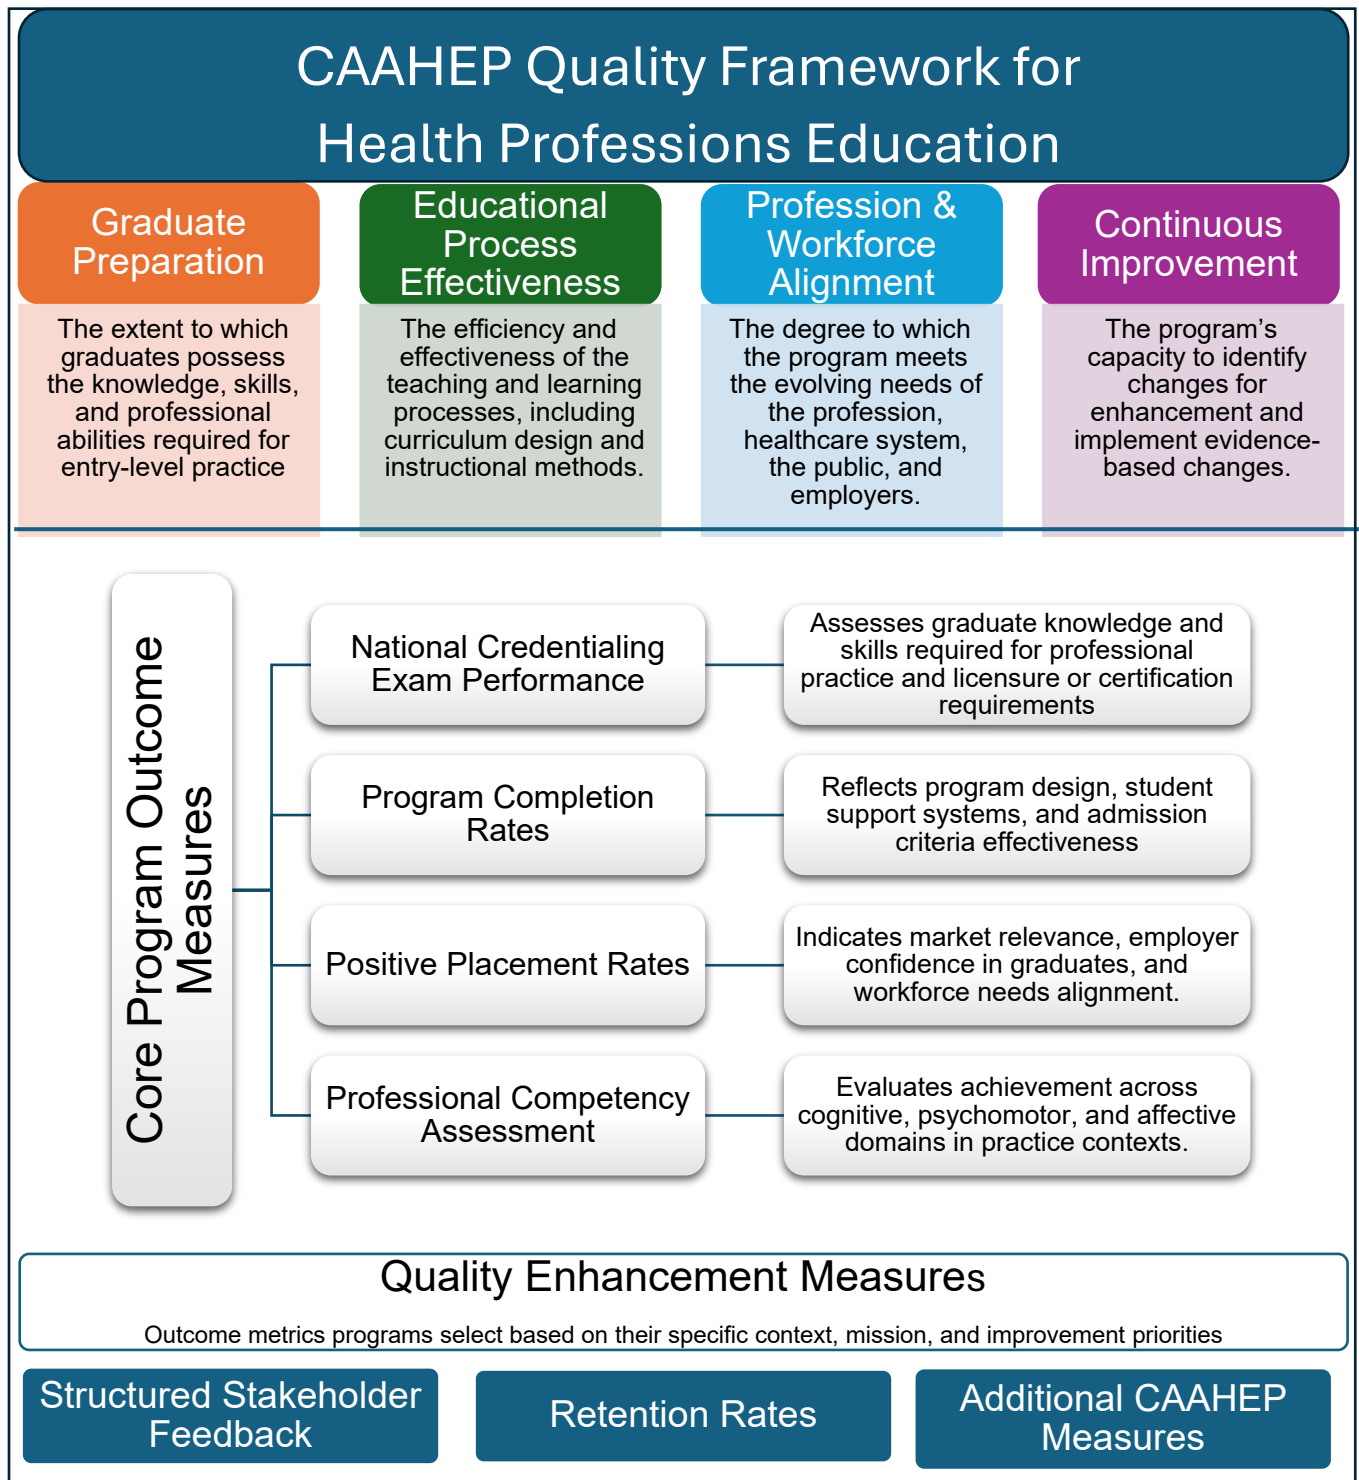 CAAHEP Quality Framework for
Health Professions Education
Graduate
Preparation
The extent to which
graduates possess
the knowledge, skills,
and professional
abilities required for
entry-level practice
Educational
Process
Effectiveness
The efficiency and
effectiveness of the
teaching and learning
processes, including
curriculum design and
instructional methods.
Profession &
Workforce
Alignment
The degree to which
the program meets
the evolving needs of
the profession,
healthcare system,
the public, and
employers.
Continuous
Improvement
The program's
capacity to identify
changes for
enhancement and
implement evidence-
based changes.
Core Program Outcome
Measures
National Credentialing
Exam Performance
Assesses graduate knowledge and
skills required for professional
practice and licensure or certification
requirements
Program Completion
Rates
Reflects program design, student
support systems, and admission
criteria effectiveness
Positive Placement Rates
Indicates market relevance, employer
confidence in graduates, and
workforce needs alignment.
Professional Competency
Assessment
Evaluates achievement across
cognitive, psychomotor, and affective
domains in practice contexts.
Quality Enhancement Measures
Outcome metrics programs select based on their specific context, mission, and improvement priorities
Structured Stakeholder
Feedback
Retention Rates
Additional CAAHEP
Measures